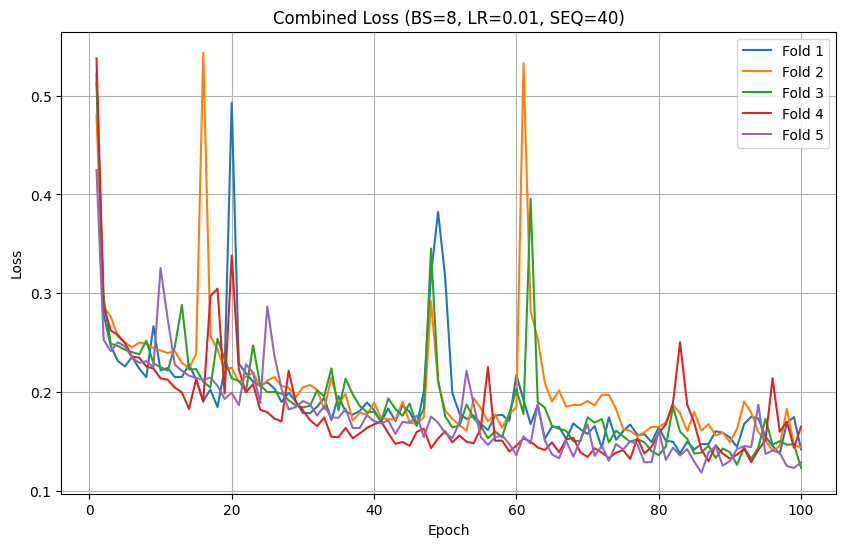 Combined Loss (BS=8, LR=0.01, SEQ=40)
Fold 1
Fold 2
Fold 3
Fold 4
Fold 5
Loss
0.5
0.4
0.3
0.2
0.1
0 20 40 60 80 100
Epoch